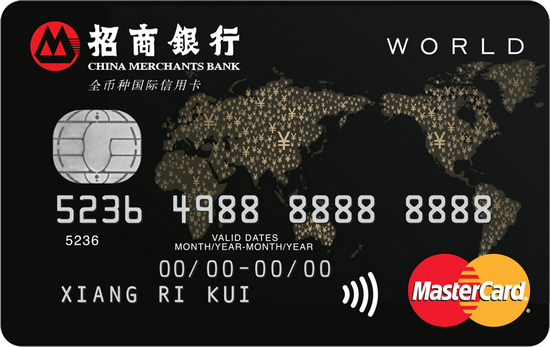 招商銀行
WORLD
CHINA MERCHANTS BANK
全币种国际信用卡
5236 4988 8888 8888
5236
VALID DATES
MONTH/YEAR-MONTH/YEAR
00/00-00/00
XIANG RI KUI
MasterCard